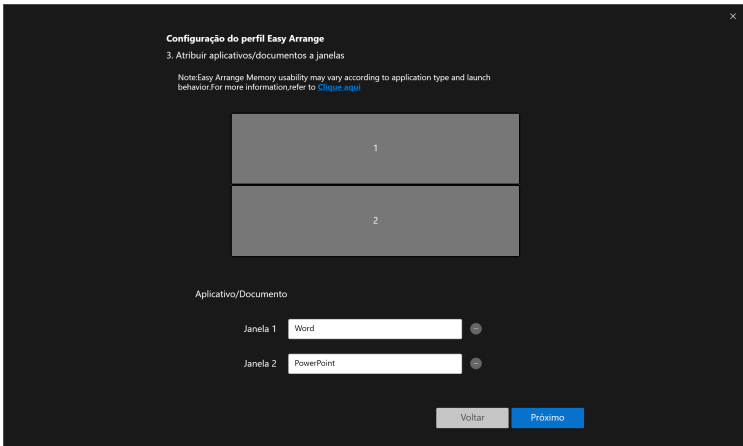 Configuração do perfil Easy Arrange
3. Atribuir aplicativos/documentos a janelas
Note:Easy Arrange Memory usability may vary according to application type and launch
behavior.For more information,refer to Clique aqui
1
2
Aplicativo/Documento
Janela 1 Word
Janela 2 PowerPoint
Voltar Próximo